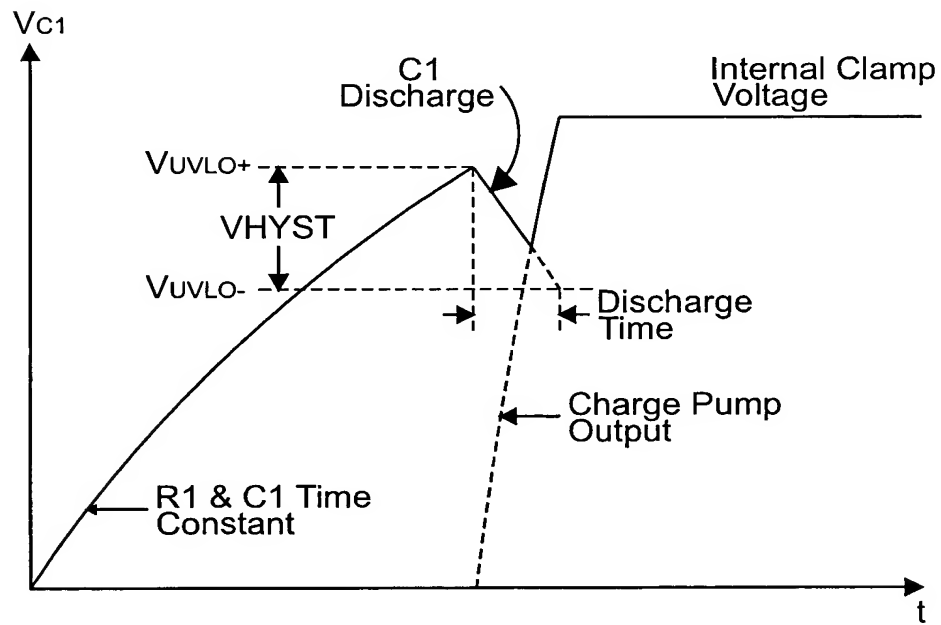 VC1
C1
Discharge
Internal Clamp
Voltage
VUVLO+
VHYST
VUVLO-
Discharge
Time
Charge Pump
Output
R1 & C1 Time
Constant
t